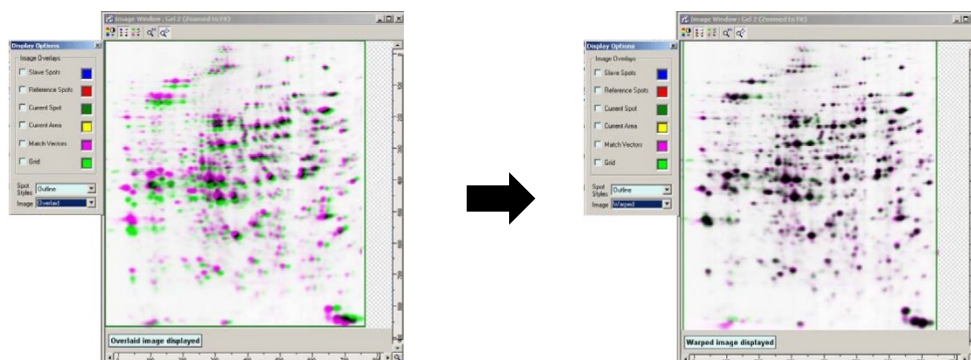 Image Window : Gel 2 (Zoomed to Fit)
Display Options
Image Overlays
Slave Spots
Reference Spots
Current Spot
Current Area
Match Vectors
Grid
Spot Styles
Outline
Image
Overlaid
Overlaid image displayed
Image Window : Gel 2 (Zoomed to Fit)
Display Options
Image Overlays
Slave Spots
Reference Spots
Current Spot
Current Area
Match Vectors
Grid
Spot Styles
Outline
Image
Warped
Warped image displayed